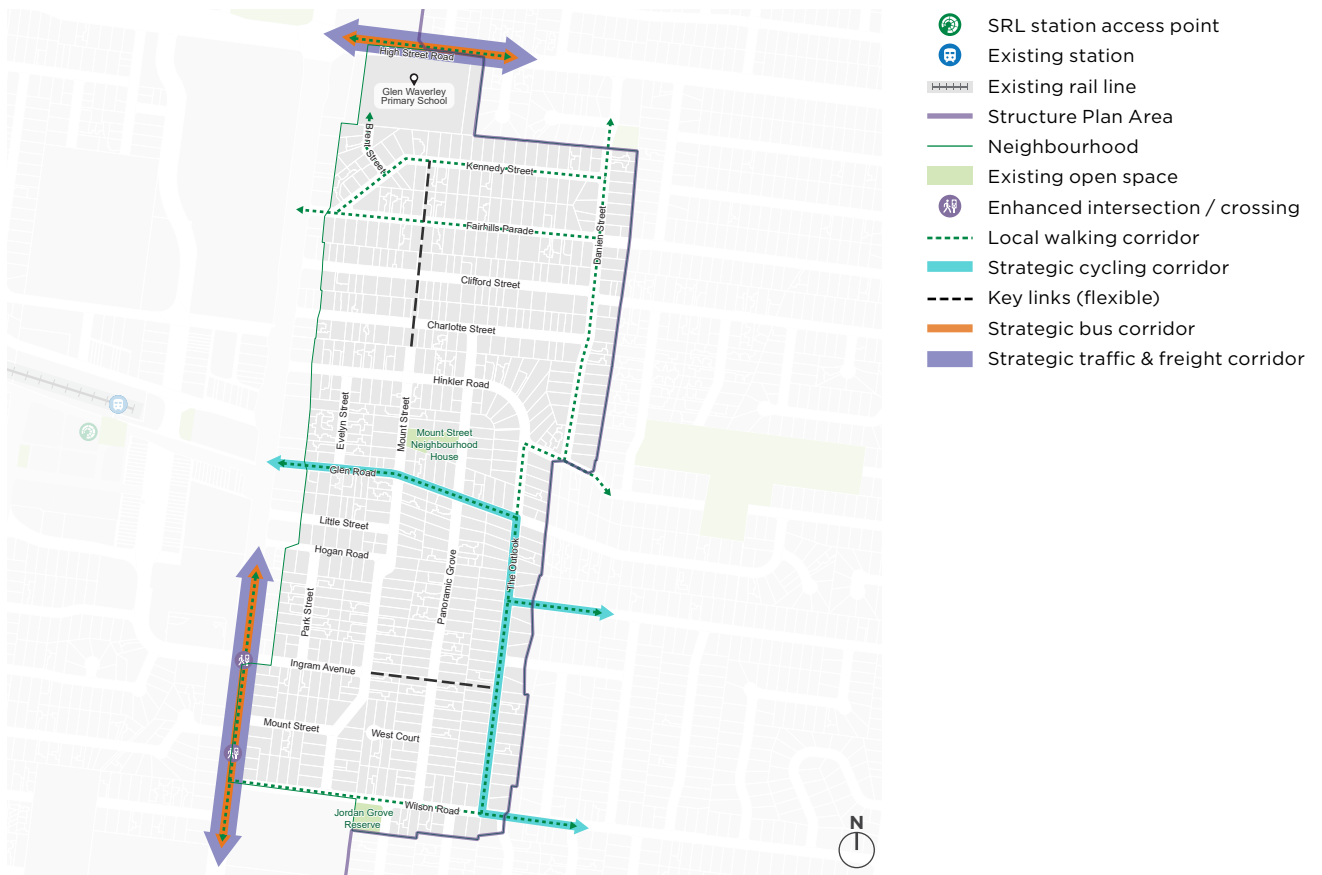 High Street Road
Glen Waverley
Primary School
Brent Street
Kennedy Street
Danien Street
Fairhills Parade
Clifford Street
Charlotte Street
Hinkler Road
Evelyn Street
Mount Street
Mount Street
Neighbourhood
House
Glen Road
Little Street
Hogan Road
The Outlook
Panoramic Grove
Park Street
Ingram Avenue
Mount Street
West Court
Wilson Road
Jordan Grove
Reserve
N
SRL station access point
Existing station
Existing rail line
Structure Plan Area
Neighbourhood
Existing open space
Enhanced intersection / crossing
Local walking corridor
Strategic cycling corridor
Key links (flexible)
Strategic bus corridor
Strategic traffic & freight corridor